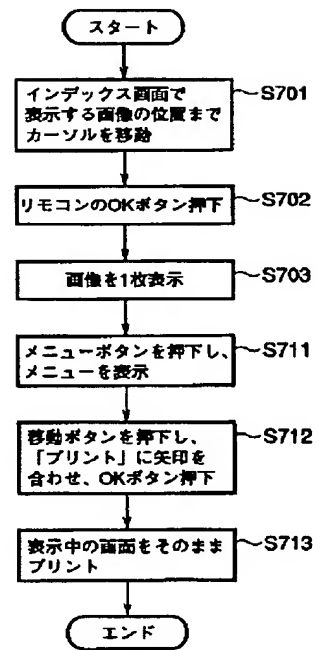 スタート
インデックス画面で
表示する画像の位置まで
カーソルを移動
S701
リモコンのOKボタン押下
S702
画像を1枚表示
S703
メニューボタンを押下し、
メニューを表示
S711
移動ボタンを押下し、
「プリント」に矢印を
合わせ、OKボタン押下
S712
表示中の画面をそのまま
プリント
S713
エンド